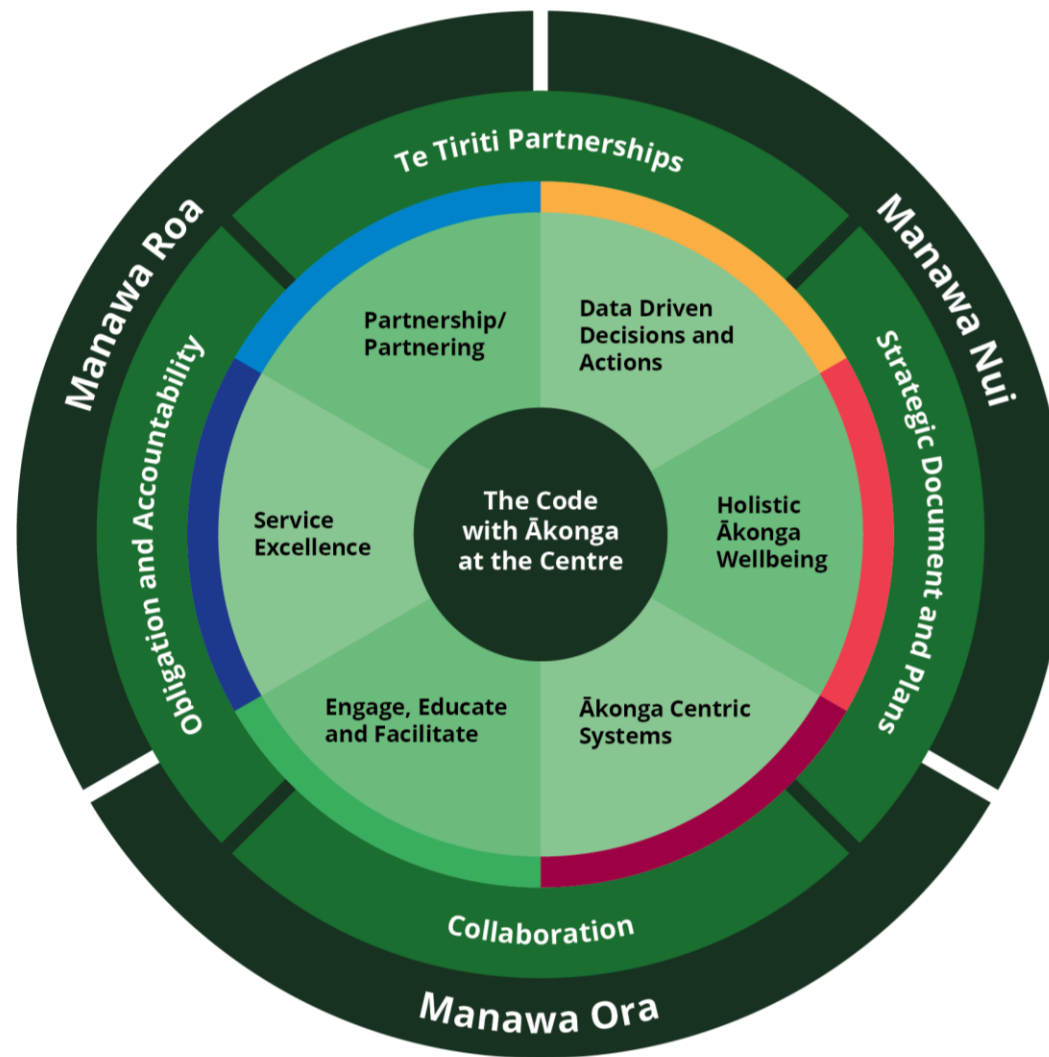 Manawa Roa
Manawa Nui
Manawa Ora
Te Tiriti Partnerships
Strategic Document and Plans
Collaboration
Obligation and Accountability
Partnership/
Partnering
Data Driven
Decisions and
Actions
Holistic
Ākonga
Wellbeing
Ākonga Centric
Systems
Engage, Educate
and Facilitate
Service
Excellence
The Code
with Ākonga
at the Centre